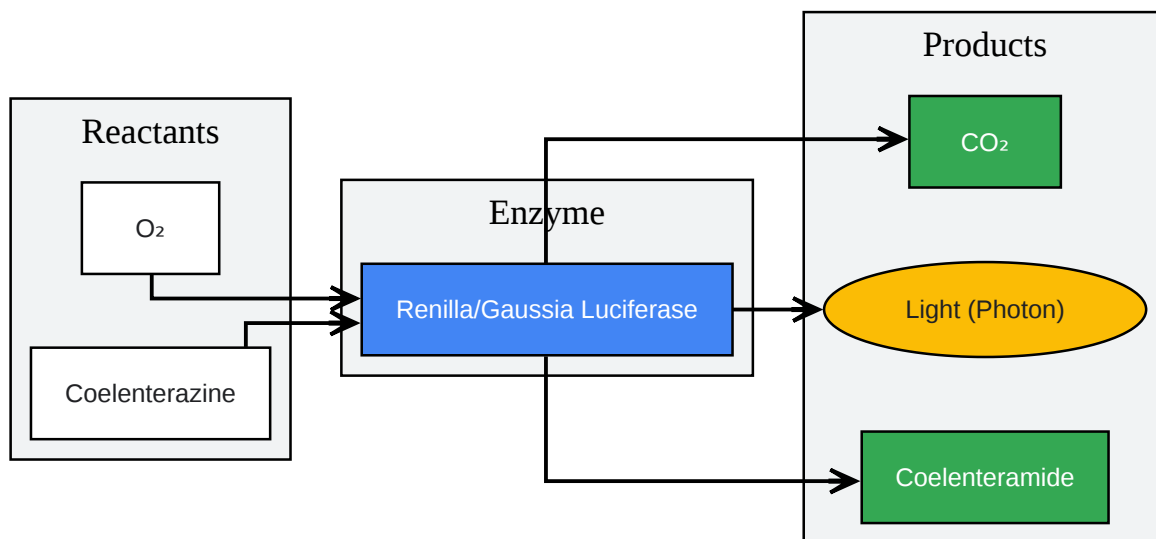 Reactants
O₂
Coelenterazine
Enzyme
Renilla/Gaussia Luciferase
Products
CO₂
Light (Photon)
Coelenteramide